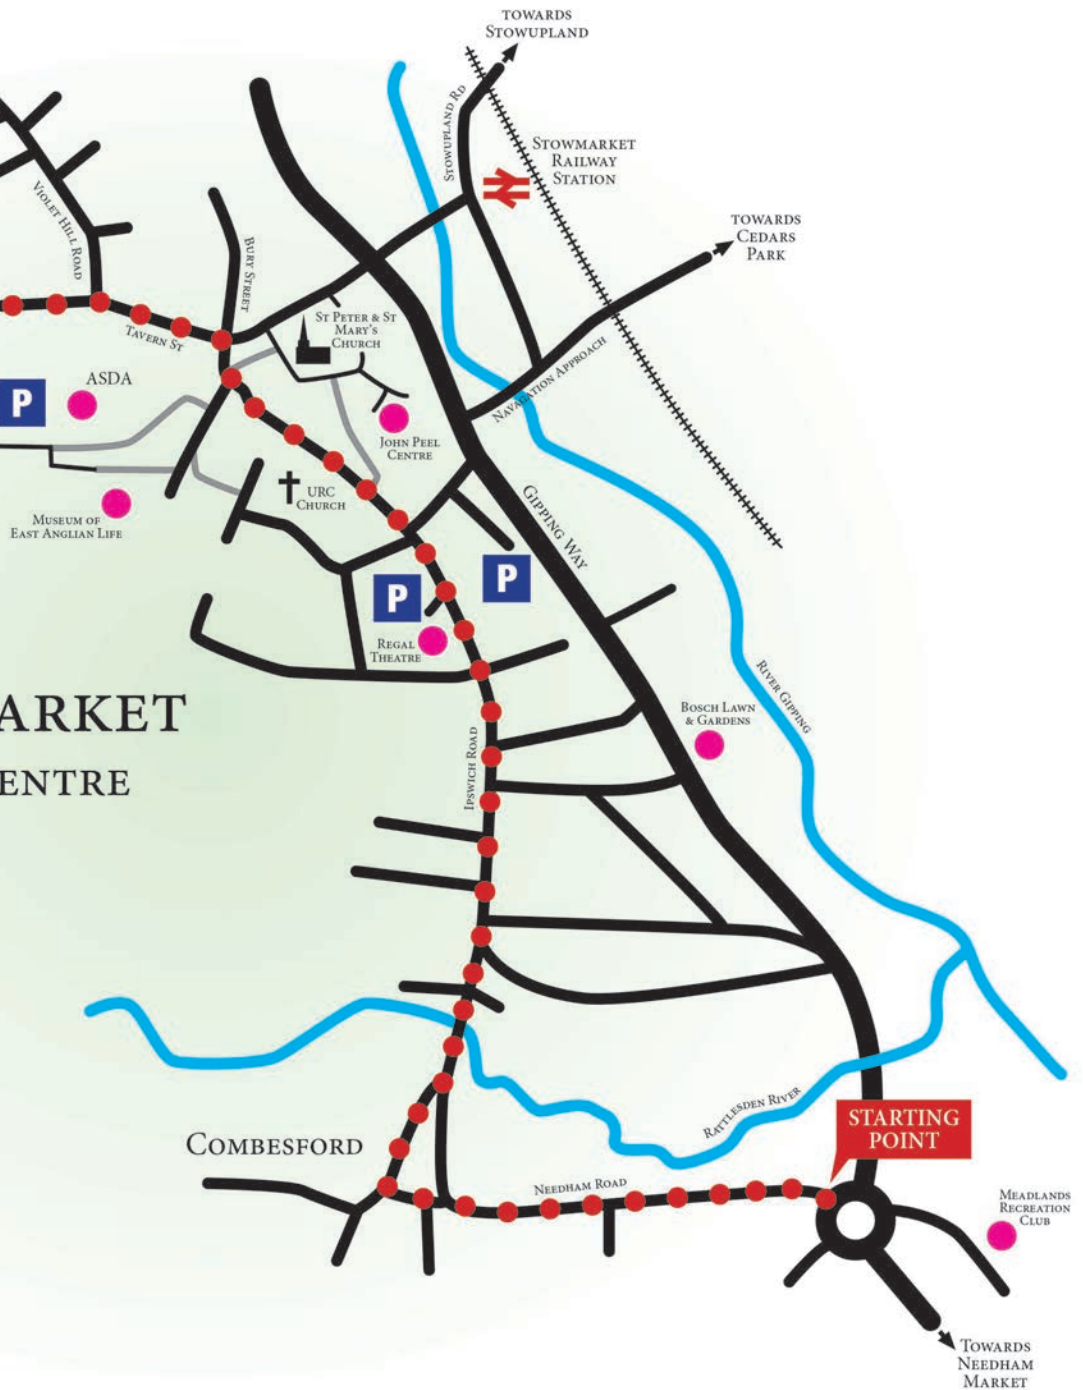 TOWARDS
STOWUPLAND
STOWUPLAND RD
STOWMARKET
RAILWAY
STATION
TOWARDS
CEDARS
PARK
VIOLET HILL ROAD
BURY STREET
TAVERN ST
ST PETER & ST
MARY'S
CHURCH
NAVAGATION APPROACH
P
ASDA
JOHN PEEL
CENTRE
URC
CHURCH
GIPPING WAY
MUSEUM OF
EAST ANGLIAN LIFE
P
P
REGAL
THEATRE
RIVER GIPPING
BOSCH LAWN
& GARDENS
ARKET
ENTRE
IPSWICH ROAD
RATTLESDEN RIVER
STARTING
POINT
COMBESFORD
NEEDHAM ROAD
MEADLANDS
RECREATION
CLUB
TOWARDS
NEEDHAM
MARKET